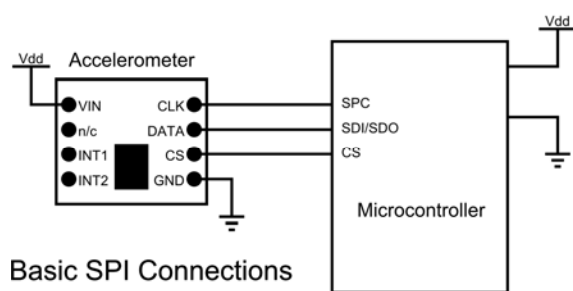 Vdd
Vdd
Accelerometer
VIN CLK SPC
n/c DATA SDI/SDO
INT1 CS CS
INT2 GND
Microcontroller
Basic SPI Connections